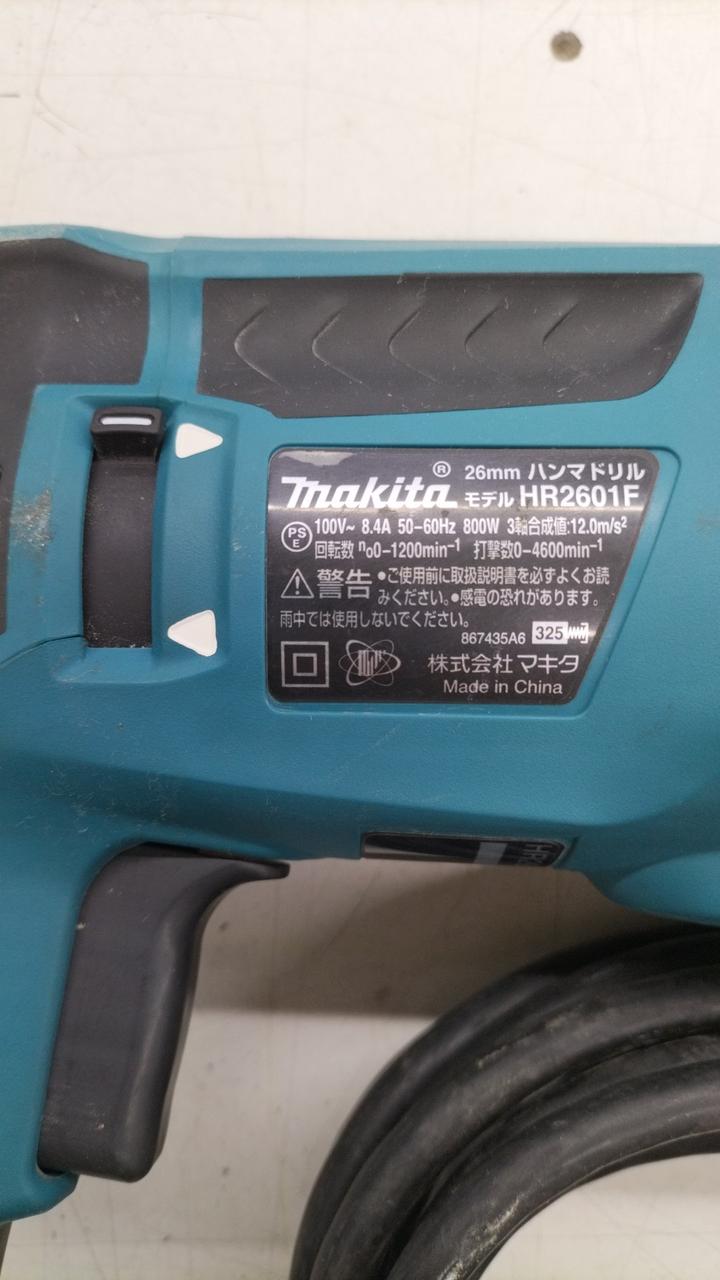 makita® 26mm ハンマドリル
モデル HR2601F
PS E 100V~ 8.4A 50-60Hz 800W 3軸合成値:12.0m/s²
回転数 n₀0-1200min⁻¹ 打撃数0-4600min⁻¹
警告 •ご使用前に取扱説明書を必ずよくお読
みください。•感電の恐れがあります。
雨中では使用しないでください。
867435A6 325
株式会社 マキタ
Made in China